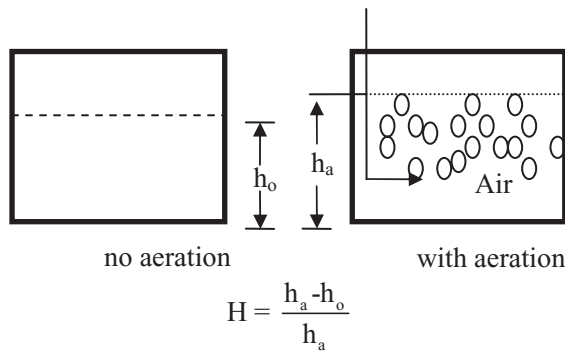 hₒ
hₐ
Air
no aeration
with aeration
H = (hₐ-hₒ)/hₐ